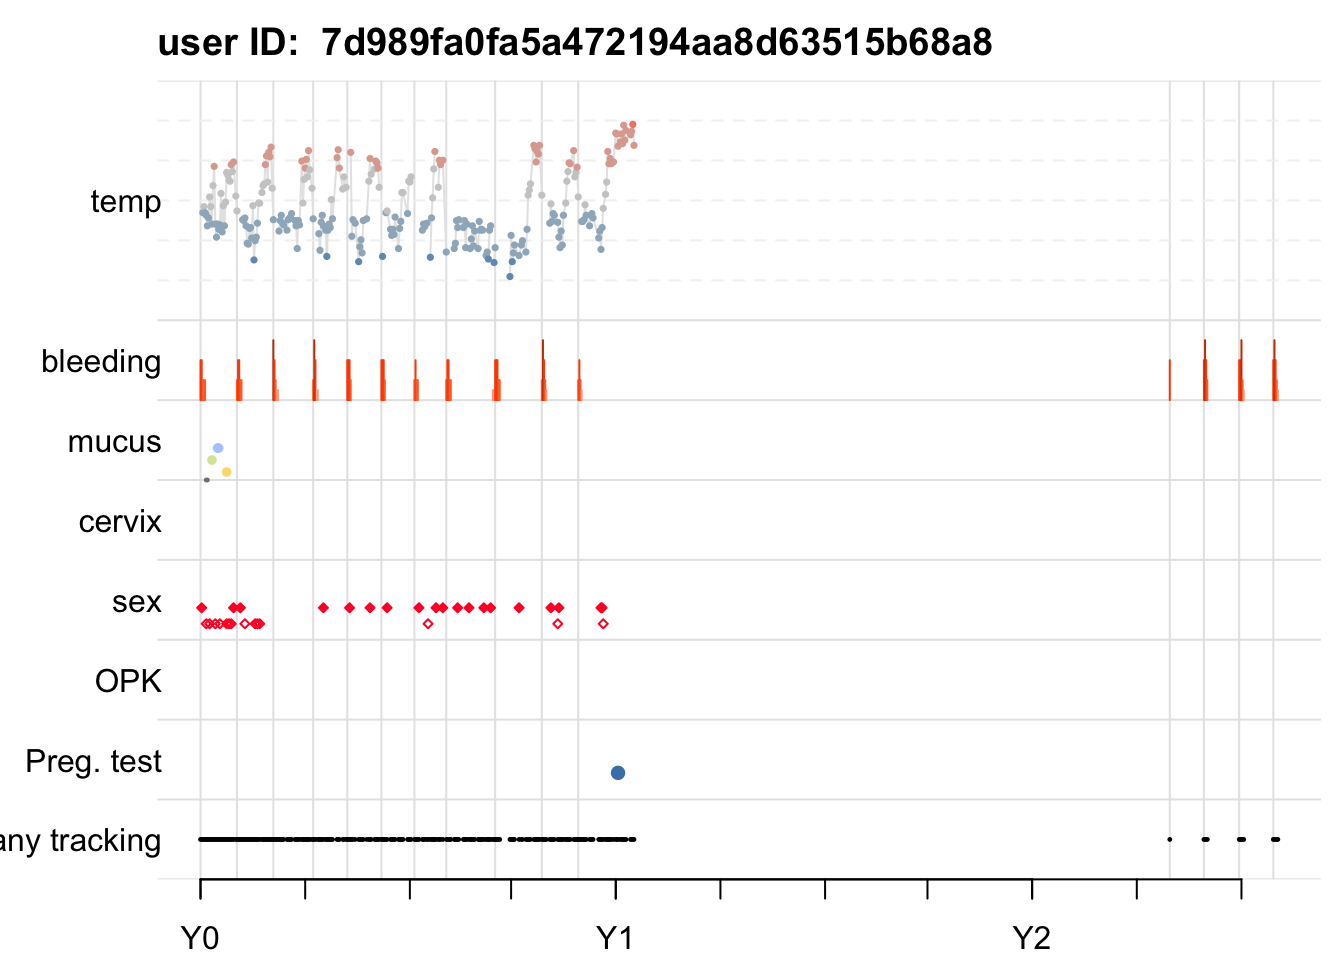 user ID:  7d989fa0fa5a472194aa8d63515b68a8
temp
bleeding
mucus
cervix
sex
OPK
Preg. test
any tracking
Y0 Y1 Y2